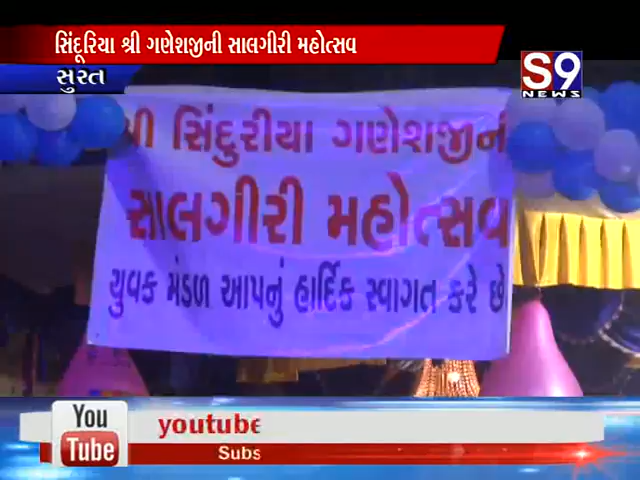 સિંદૂરિયા શ્રી ગણેશજીની સાલગીરી મહોત્સવ
સુરત
S9
NEWS
શ્રી સિંદુરીયા ગણેશજીની
સાલગીરી મહોત્સવ
યુવક મંડળ આપનું હાર્દિક સ્વાગત કરે છે
You
Tube
youtube
Subs